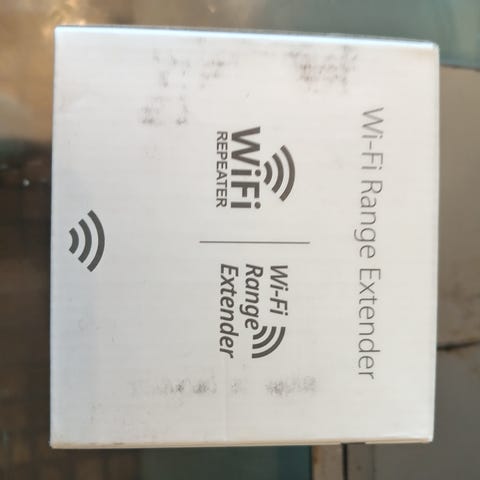 Wi-Fi Range Extender
WiFi
REPEATER
Wi-Fi
Range
Extender